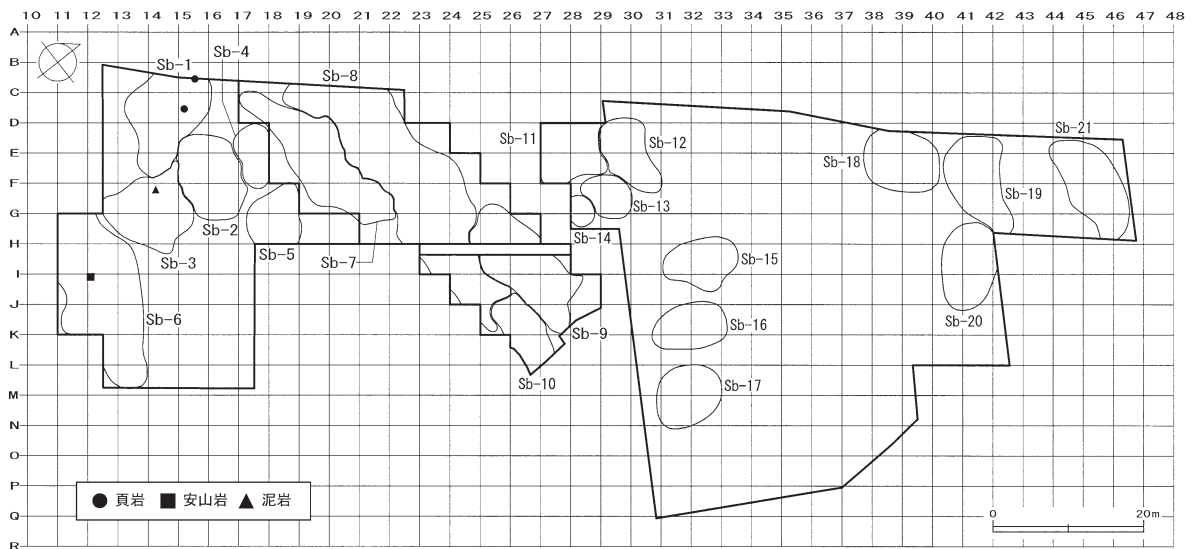 10 11 12 13 14 15 16 17 18 19 20 21 22 23 24 25 26 27 28 29 30 31 32 33 34 35 36 37 38 39 40 41 42 43 44 45 46 47 48
A
B
C
D
E
F
G
H
I
J
K
L
M
N
O
P
Q
R
Sb-4
Sb-1
Sb-8
Sb-11
Sb-12
Sb-21
Sb-18
Sb-19
Sb-13
Sb-14
Sb-2
Sb-5
Sb-3
Sb-7
Sb-15
Sb-6
Sb-9
Sb-16
Sb-20
Sb-10
Sb-17
● 頁岩 ■ 安山岩 ▲ 泥岩
0 20m